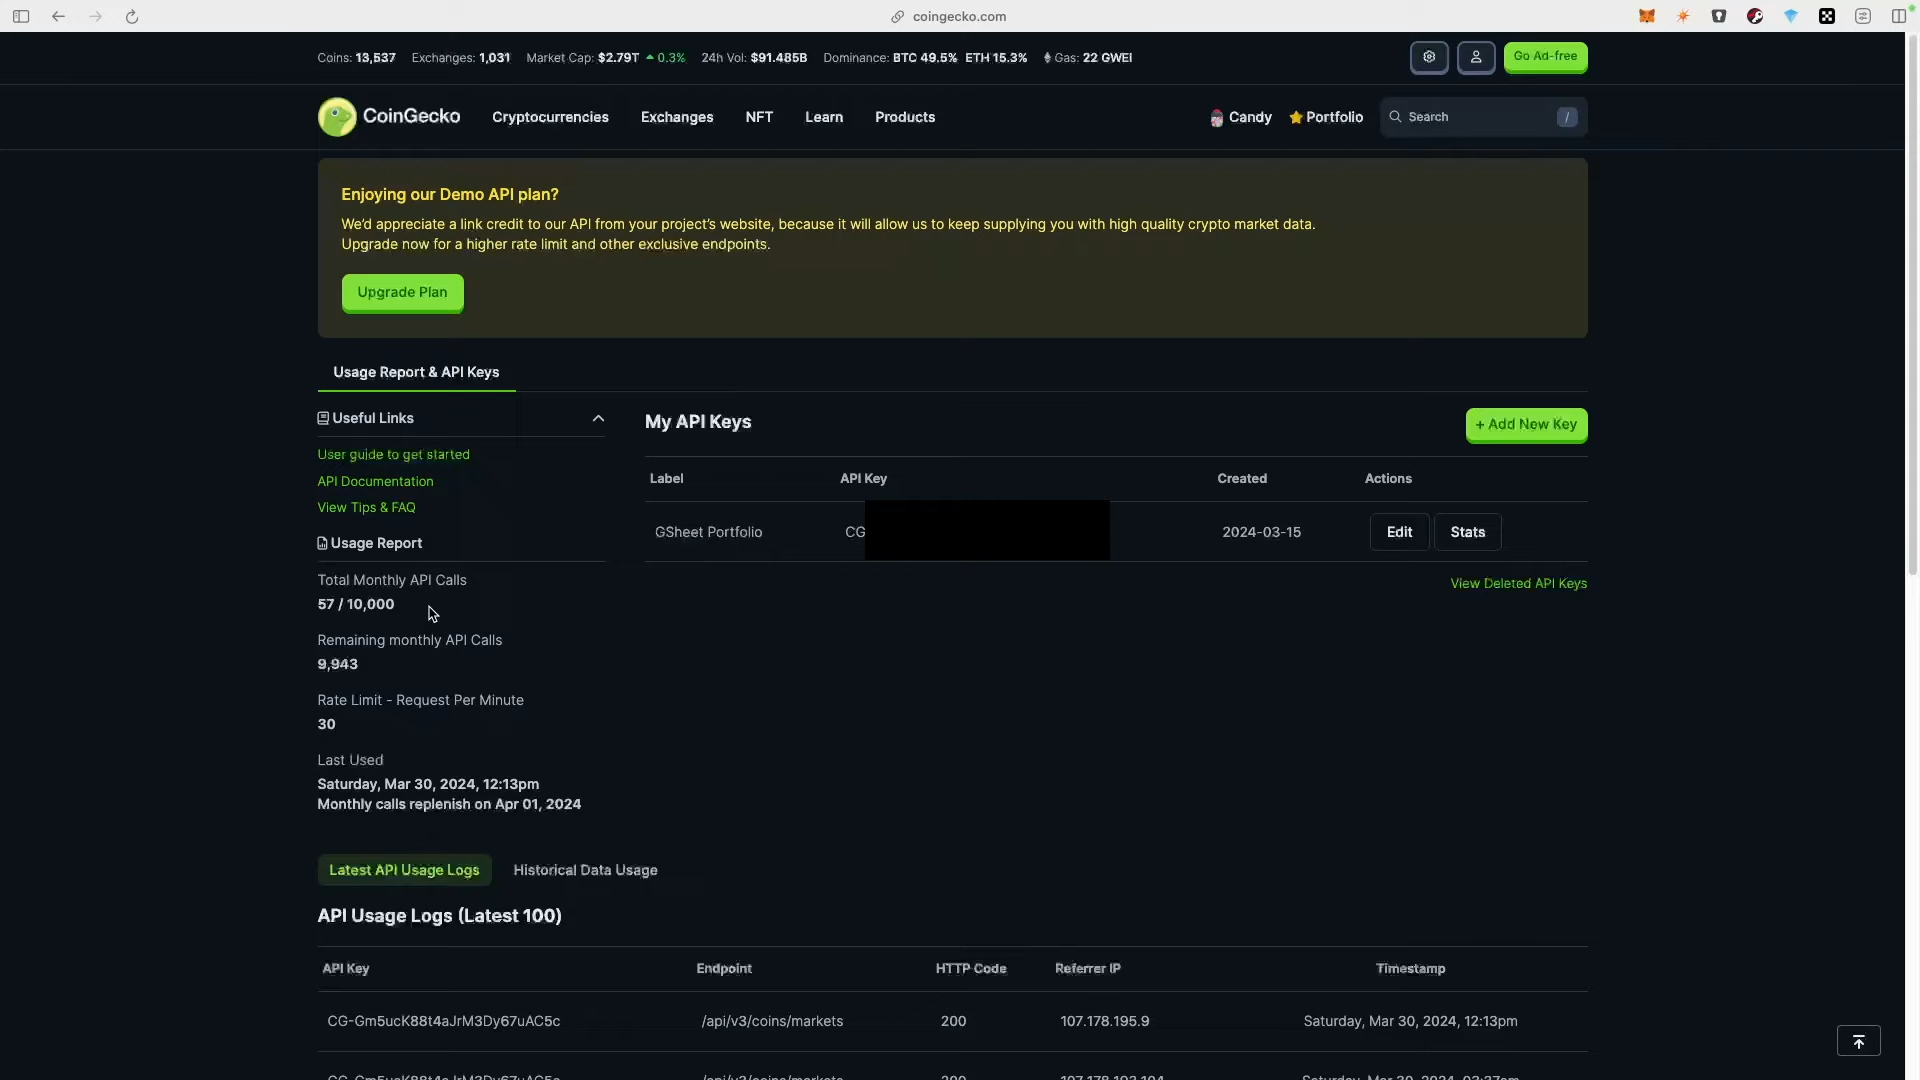 coingecko.com
Coins: 13,537 Exchanges: 1,031 Market Cap: $2.79T 0.3% 24h Vol: $91.485B Dominance: BTC 49.5% ETH 15.3% Gas: 22 GWEI
Go Ad-free
CoinGecko Cryptocurrencies Exchanges NFT Learn Products Candy Portfolio Search /
Enjoying our Demo API plan?
We'd appreciate a link credit to our API from your project's website, because it will allow us to keep supplying you with high quality crypto market data.
Upgrade now for a higher rate limit and other exclusive endpoints.
Upgrade Plan
Usage Report & API Keys
Useful Links
User guide to get started
API Documentation
View Tips & FAQ
Usage Report
Total Monthly API Calls
57 / 10,000
Remaining monthly API Calls
9,943
Rate Limit - Request Per Minute
30
Last Used
Saturday, Mar 30, 2024, 12:13pm
Monthly calls replenish on Apr 01, 2024
My API Keys
+ Add New Key
Label API Key Created Actions
GSheet Portfolio CG 2024-03-15 Edit Stats
View Deleted API Keys
Latest API Usage Logs Historical Data Usage
API Usage Logs (Latest 100)
API Key Endpoint HTTP Code Referrer IP Timestamp
CG-Gm5ucK88t4aJrM3Dy67uAC5c /api/v3/coins/markets 200 107.178.195.9 Saturday, Mar 30, 2024, 12:13pm